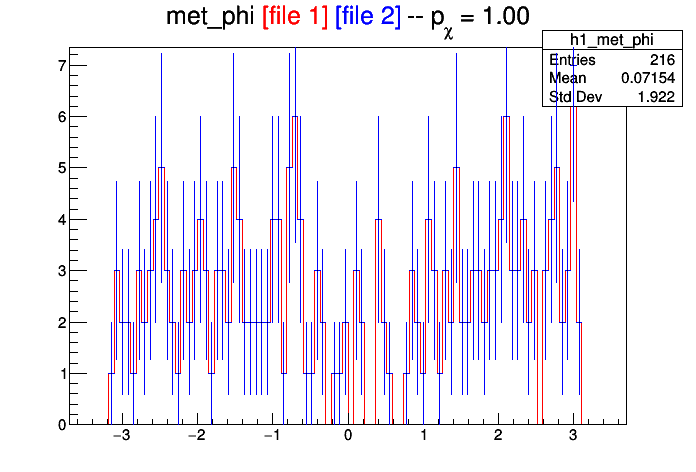 met_phi [file 1] [file 2] -- pχ = 1.00
h1_met_phi
Entries 216
Mean 0.07154
Std Dev 1.922
7
6
5
4
3
2
1
0
−3 −2 −1 0 1 2 3